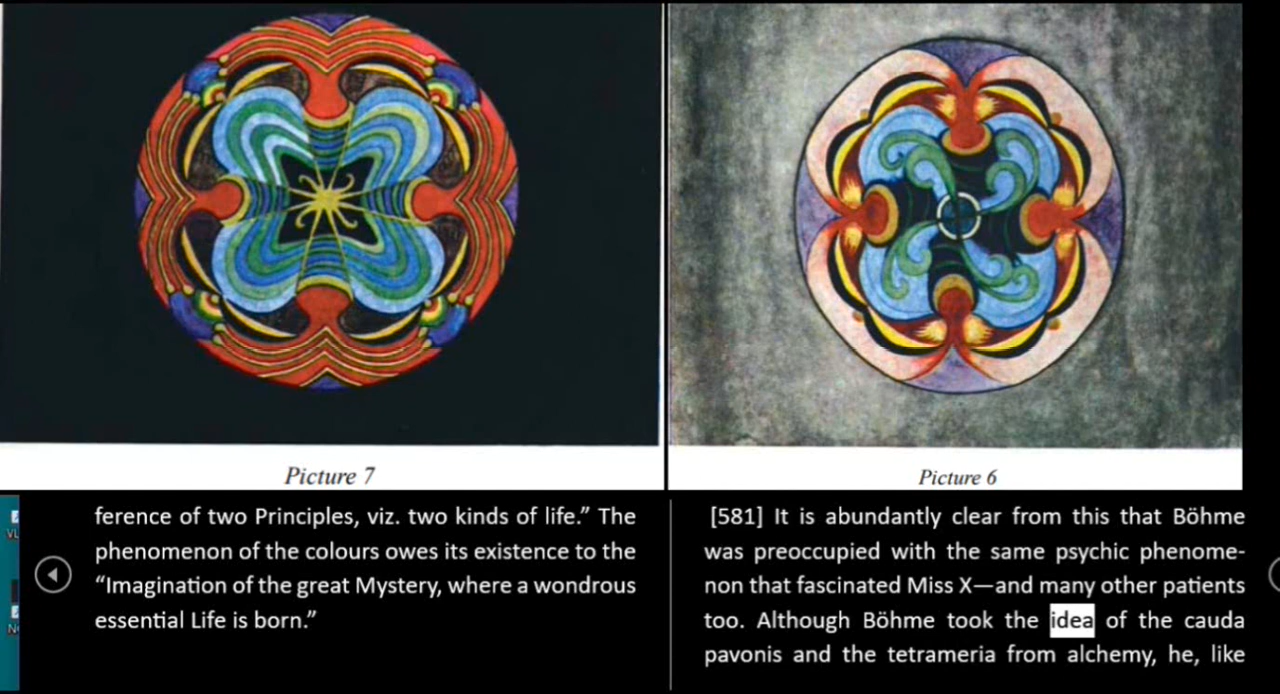 Picture 7
ference of two Principles, viz. two kinds of life.” The
phenomenon of the colours owes its existence to the
“Imagination of the great Mystery, where a wondrous
essential Life is born.”
Picture 6
[581] It is abundantly clear from this that Böhme
was preoccupied with the same psychic phenome-
non that fascinated Miss X—and many other patients
too. Although Böhme took the idea of the cauda
pavonis and the tetrameria from alchemy, he, like